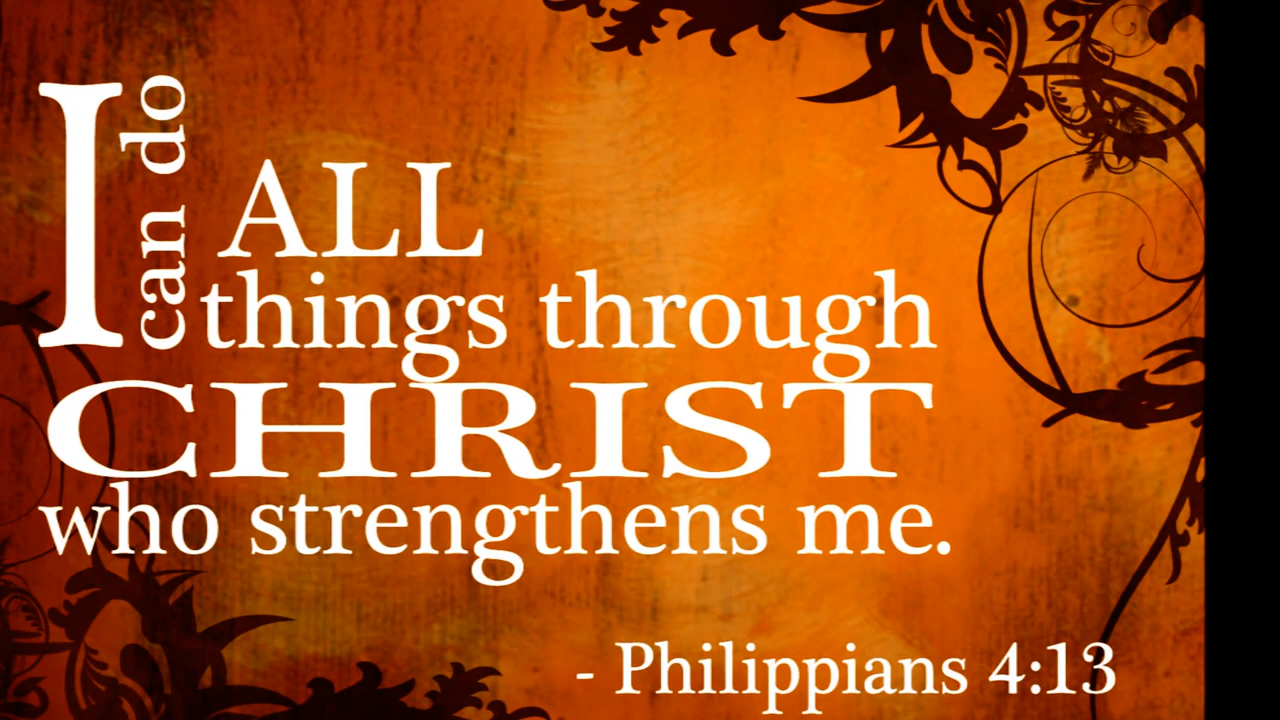 I can do ALL
things through
CHRIST
who strengthens me.
- Philippians 4:13